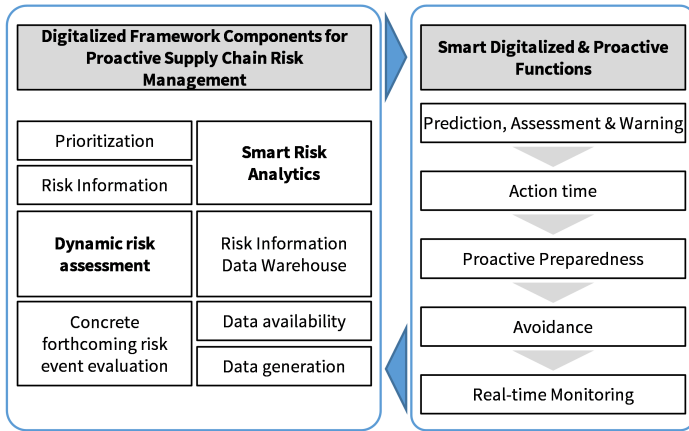 Digitalized Framework Components for
Proactive Supply Chain Risk
Management
Prioritization
Risk Information
Dynamic risk
assessment
Concrete
forthcoming risk
event evaluation
Smart Risk
Analytics
Risk Information
Data Warehouse
Data availability
Data generation
Smart Digitalized & Proactive
Functions
Prediction, Assessment & Warning
Action time
Proactive Preparedness
Avoidance
Real-time Monitoring